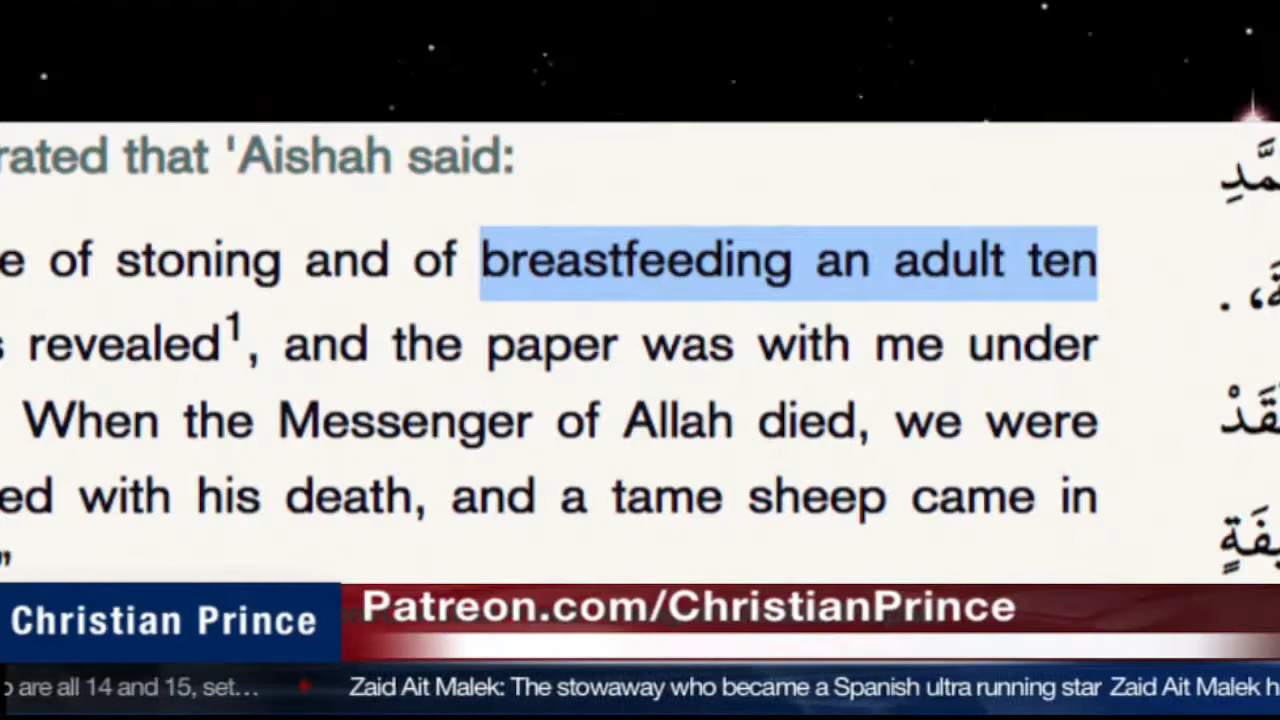 rated that 'Aishah said:
e of stoning and of breastfeeding an adult ten
s revealed1, and the paper was with me under
When the Messenger of Allah died, we were
ed with his death, and a tame sheep came in
"
Christian Prince
Patreon.com/ChristianPrince
o are all 14 and 15, set... Zaid Ait Malek: The stowaway who became a Spanish ultra running star Zaid Ait Malek h